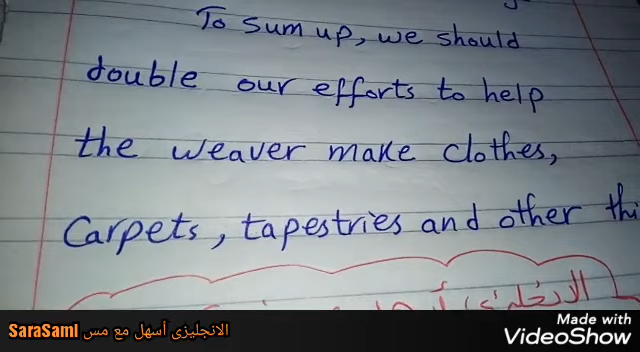 To sum up, we should
double our efforts to help
the weaver make clothes,
Carpets, tapestries and other thi
الانجليزى أسهل مع مس SaraSamI
Made with
VideoShow